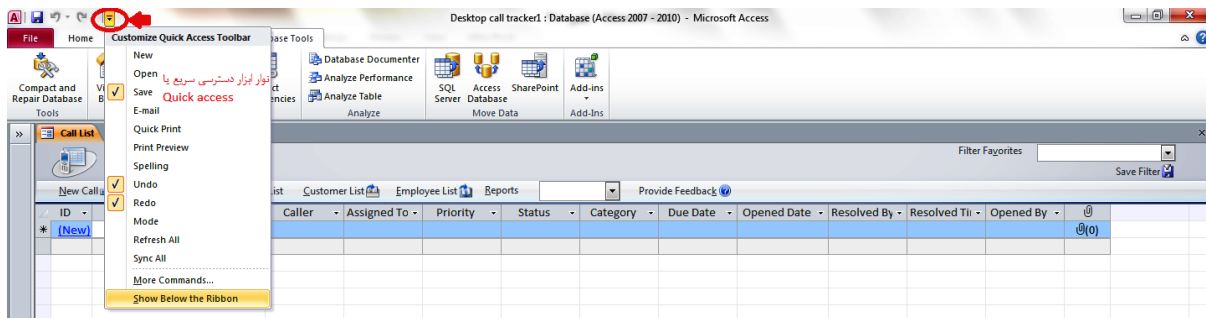 Desktop call tracker1 : Database (Access 2007 - 2010) - Microsoft Access
File Home Customize Quick Access Toolbar base Tools
New
Open
Save
E-mail
Quick Print
Print Preview
Spelling
Undo
Redo
Mode
Refresh All
Sync All
More Commands...
Show Below the Ribbon
نوار ابزار دسترسی سریع یا
Quick access
Compact and
Repair Database
Tools
Database Documenter
Analyze Performance
Analyze Table
Analyze
SQL
Server
Access
Database
SharePoint
Move Data
Add-ins
Add-Ins
Call List
Filter Favorites
Save Filter
New Call
Customer List Employee List Reports Provide Feedback
ID Caller Assigned To Priority Status Category Due Date Opened Date Resolved By Resolved Tii Opened By
(New) (0)